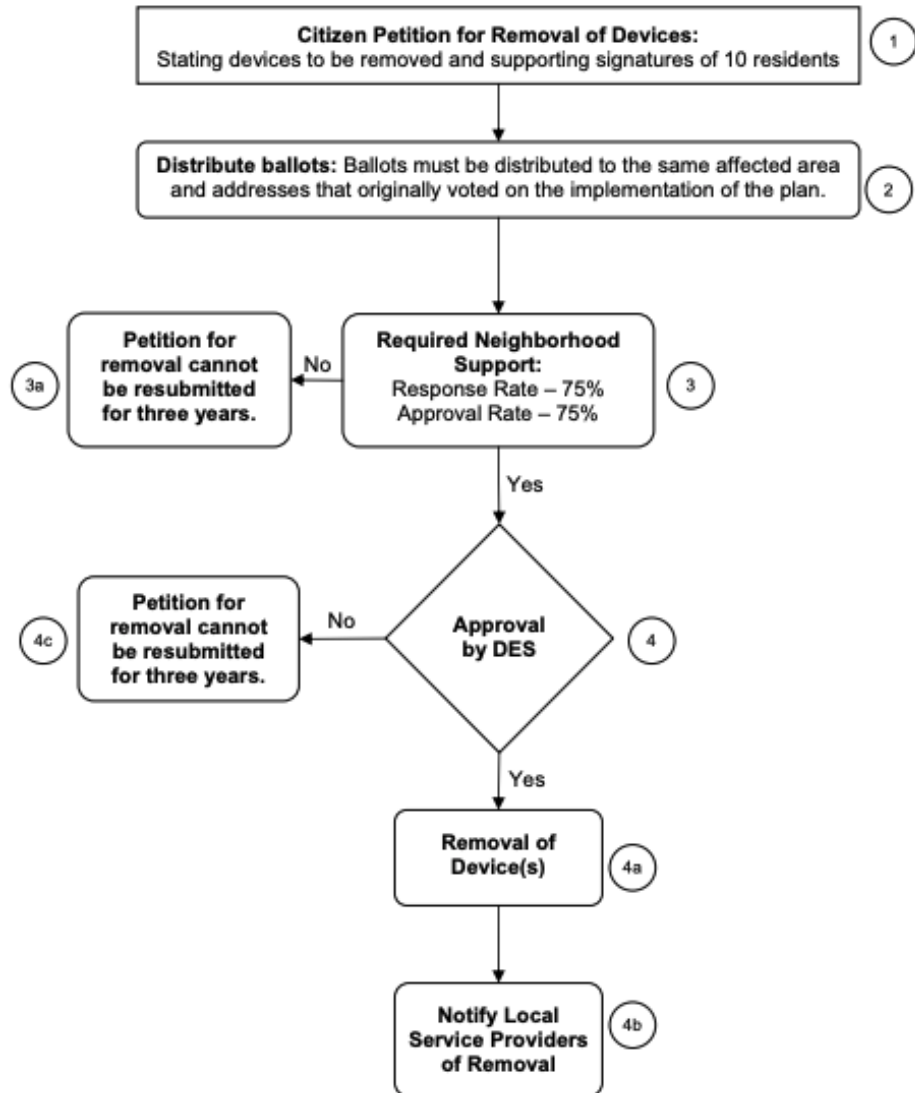 Citizen Petition for Removal of Devices:
Stating devices to be removed and supporting signatures of 10 residents
1
Distribute ballots: Ballots must be distributed to the same affected area
and addresses that originally voted on the implementation of the plan.
2
Petition for
removal cannot
be resubmitted
for three years.
3a
No
Required Neighborhood
Support:
Response Rate – 75%
Approval Rate – 75%
3
Yes
Petition for
removal cannot
be resubmitted
for three years.
4c
No
Approval
by DES
4
Yes
Removal of
Device(s)
4a
Notify Local
Service Providers
of Removal
4b